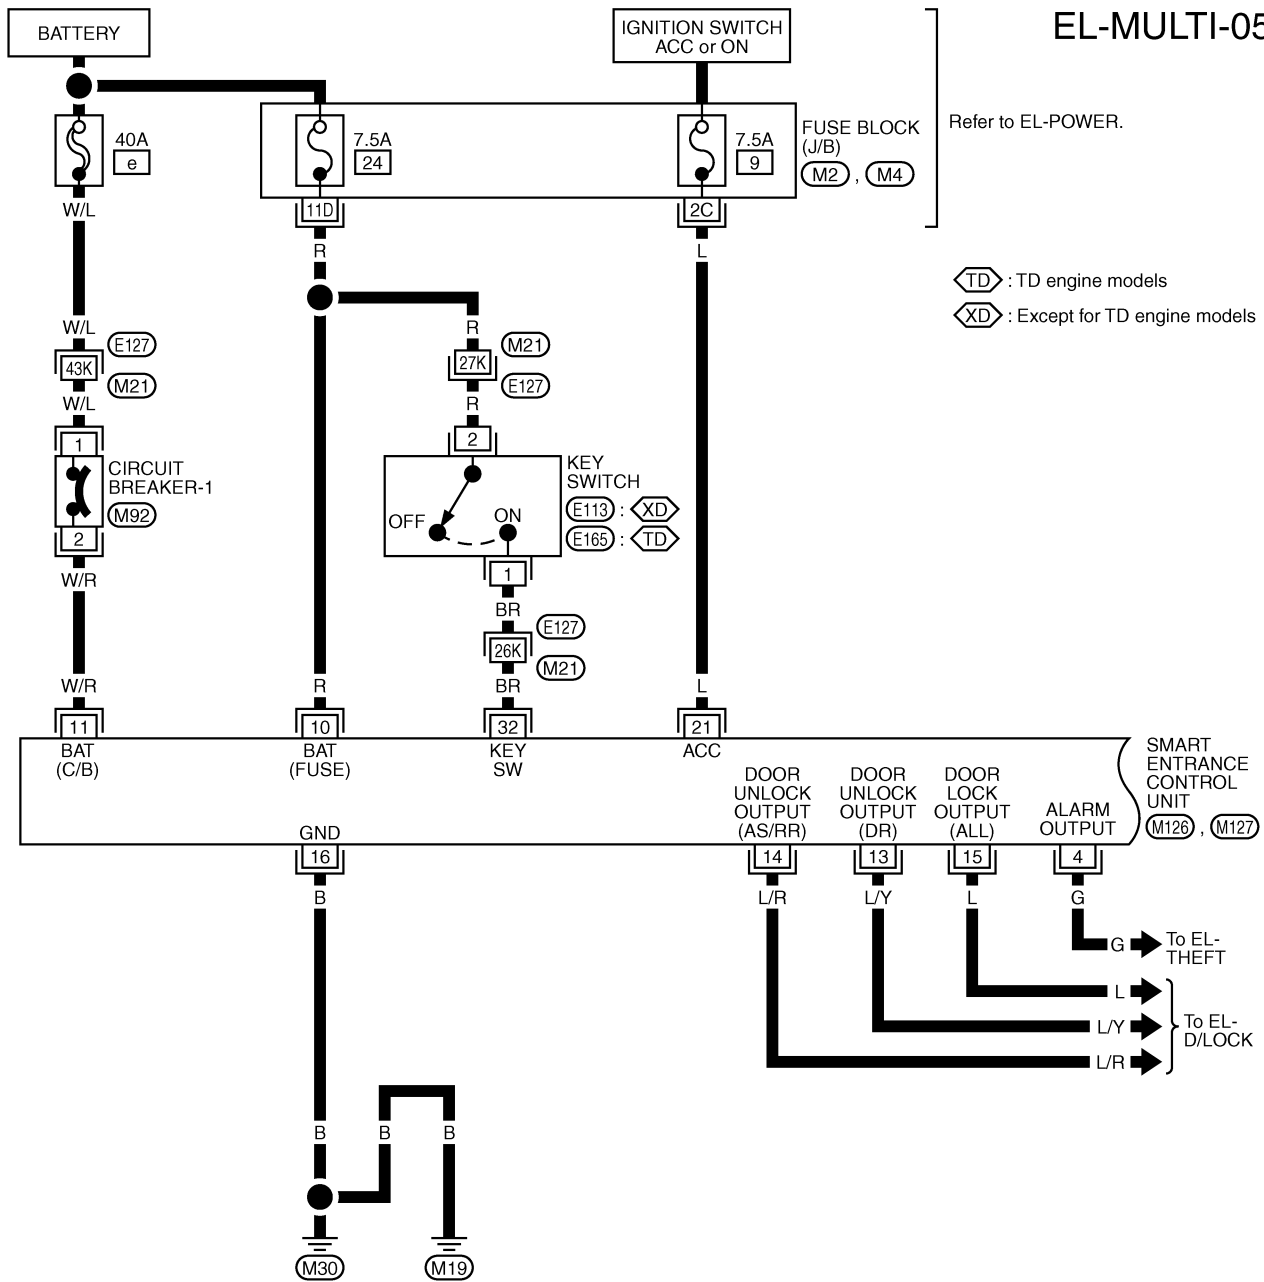 BATTERY
IGNITION SWITCH
ACC or ON
EL-MULTI-05
40A
e
7.5A
24
7.5A
9
FUSE BLOCK
(J/B)
M2 , M4
Refer to EL-POWER.
W/L
11D
2C
R
L
TD : TD engine models
XD : Except for TD engine models
W/L
R
E127
M21
43K
27K
M21
E127
W/L
R
1
2
CIRCUIT
BREAKER-1
M92
KEY
SWITCH
E113 : XD
E165 : TD
OFF
ON
2
1
W/R
BR
E127
26K
M21
W/R
R
BR
L
11
10
32
21
BAT
(C/B)
BAT
(FUSE)
KEY
SW
ACC
SMART
ENTRANCE
CONTROL
UNIT
M126 , M127
DOOR
UNLOCK
OUTPUT
(AS/RR)
DOOR
UNLOCK
OUTPUT
(DR)
DOOR
LOCK
OUTPUT
(ALL)
ALARM
OUTPUT
GND
16
14
13
15
4
B
L/R
L/Y
L
G
G
To EL-
THEFT
L
L/Y
L/R
To EL-
D/LOCK
B
B
B
M30
M19